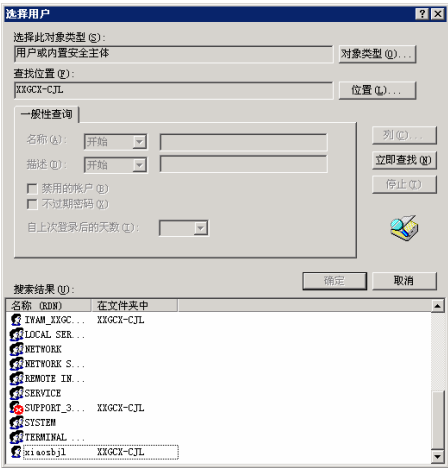 选择用户
选择此对象类型(S):
用户或内置安全主体
对象类型(O)...
查找位置(F):
XXGCX-CJL
位置(L)...
一般性查询
名称(A): 开始
描述(D): 开始
禁用的帐户(B)
不过期密码(X)
自上次登录后的天数(I):
列(C)...
立即查找(N)
停止(T)
确定
取消
搜索结果(U):
名称 (RDN) 在文件夹中
IWAM_XXGC... XXGCX-CJL
LOCAL SER...
NETWORK
NETWORK S...
REMOTE IN...
SERVICE
SUPPORT_3... XXGCX-CJL
SYSTEM
TERMINAL ...
xiaosbjl XXGCX-CJL